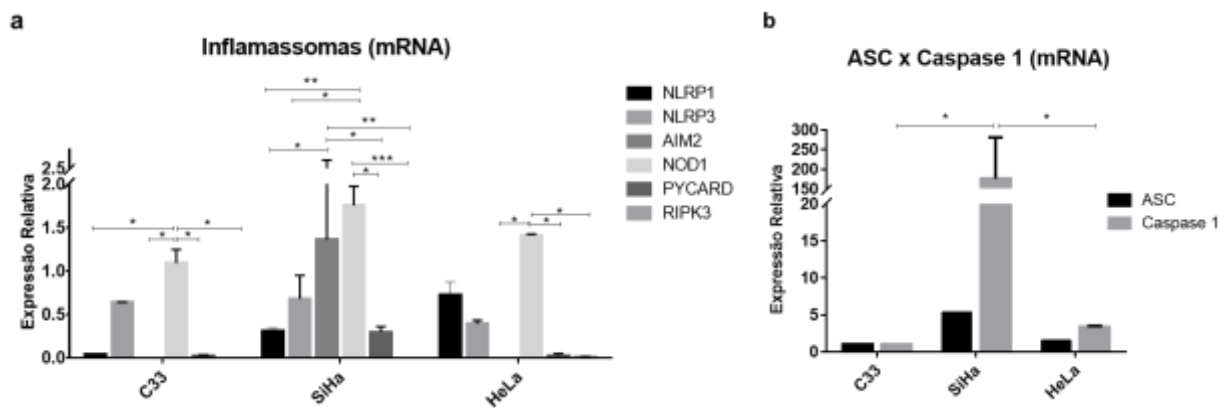 a
Inflamassomas (mRNA)
**
*
**
*
*
***
*
*
*
*
*
*
*
*
Expressão Relativa
2.5
2.0
1.5
1.0
0.5
0.0
C33
SiHa
HeLa
NLRP1
NLRP3
AIM2
NOD1
PYCARD
RIPK3
b
ASC x Caspase 1 (mRNA)
*
*
Expressão Relativa
300
250
200
150
20
15
10
5
0
C33
SiHa
HeLa
ASC
Caspase 1